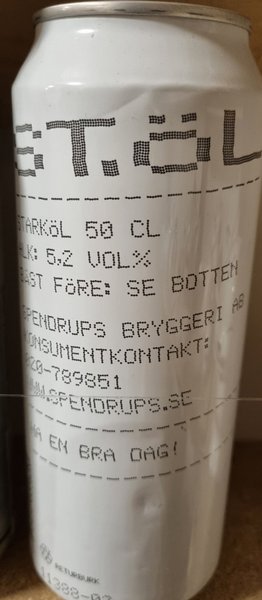 ST.öL
STARKÖL 50 CL
ALK: 5,2 VOL%
BÄST FÖRE: SE BOTTEN
SPENDRUPS BRYGGERI AB
KONSUMENTKONTAKT:
020-789851
WWW.SPENDRUPS.SE
HA EN BRA DAG!
RETURBURK